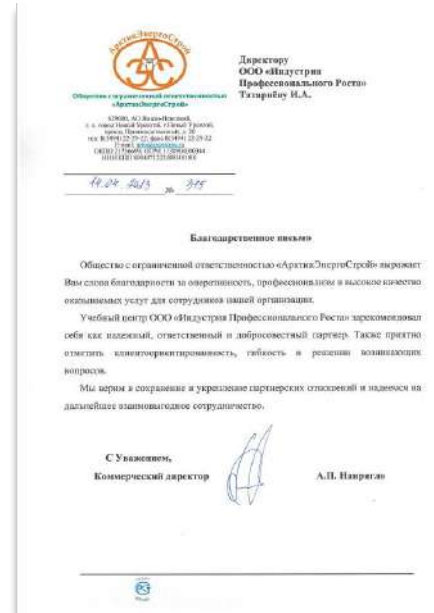 АрктикЭнергоСтрой
Общество с ограниченной ответственностью
«АрктикЭнергоСтрой»
Директору
ООО «Индустрия
Профессионального Роста»
14.04.2023 № 315
Благодарственное письмо
Общество с ограниченной ответственностью «АрктикЭнергоСтрой» выражает
Вам слова благодарности за оперативность, профессионализм и высокое качество
оказываемых услуг для сотрудников нашей организации.
Учебный центр ООО «Индустрия Профессионального Роста» зарекомендовал
себя как надежный, ответственный и добросовестный партнер. Также приятно
отметить клиентоориентированность, гибкость в решении возникающих
вопросов.
Мы верим в сохранение и укрепление партнерских отношений и надеемся на
дальнейшее взаимовыгодное сотрудничество.
С Уважением,
Коммерческий директор
А.П.